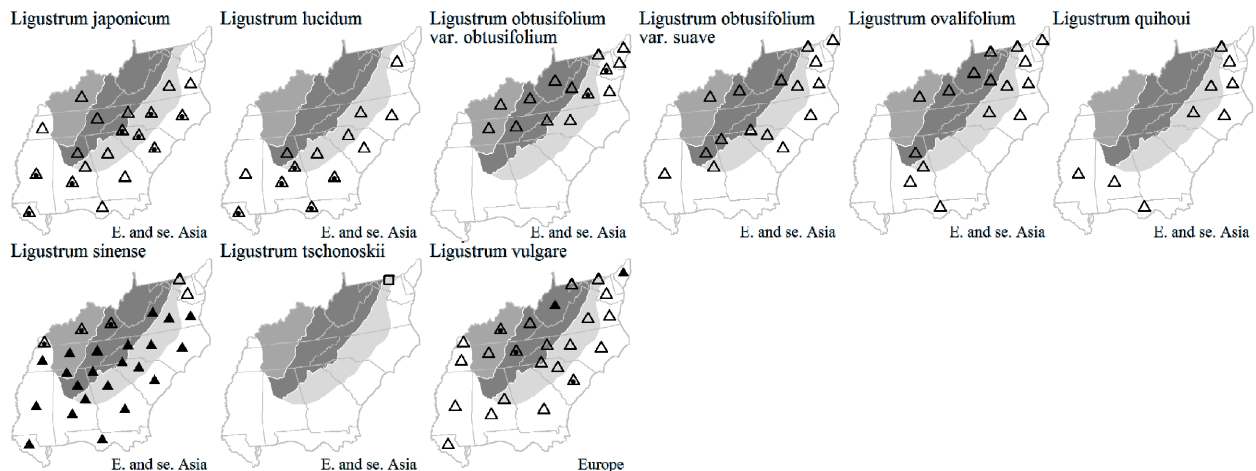 Ligustrum japonicum
Ligustrum lucidum
Ligustrum obtusifolium
var. obtusifolium
Ligustrum obtusifolium
var. suave
Ligustrum ovalifolium
Ligustrum quihoui
E. and se. Asia
E. and se. Asia
E. and se. Asia
E. and se. Asia
E. and se. Asia
E. and se. Asia
Ligustrum sinense
Ligustrum tschonoskii
Ligustrum vulgare
E. and se. Asia
E. and se. Asia
Europe